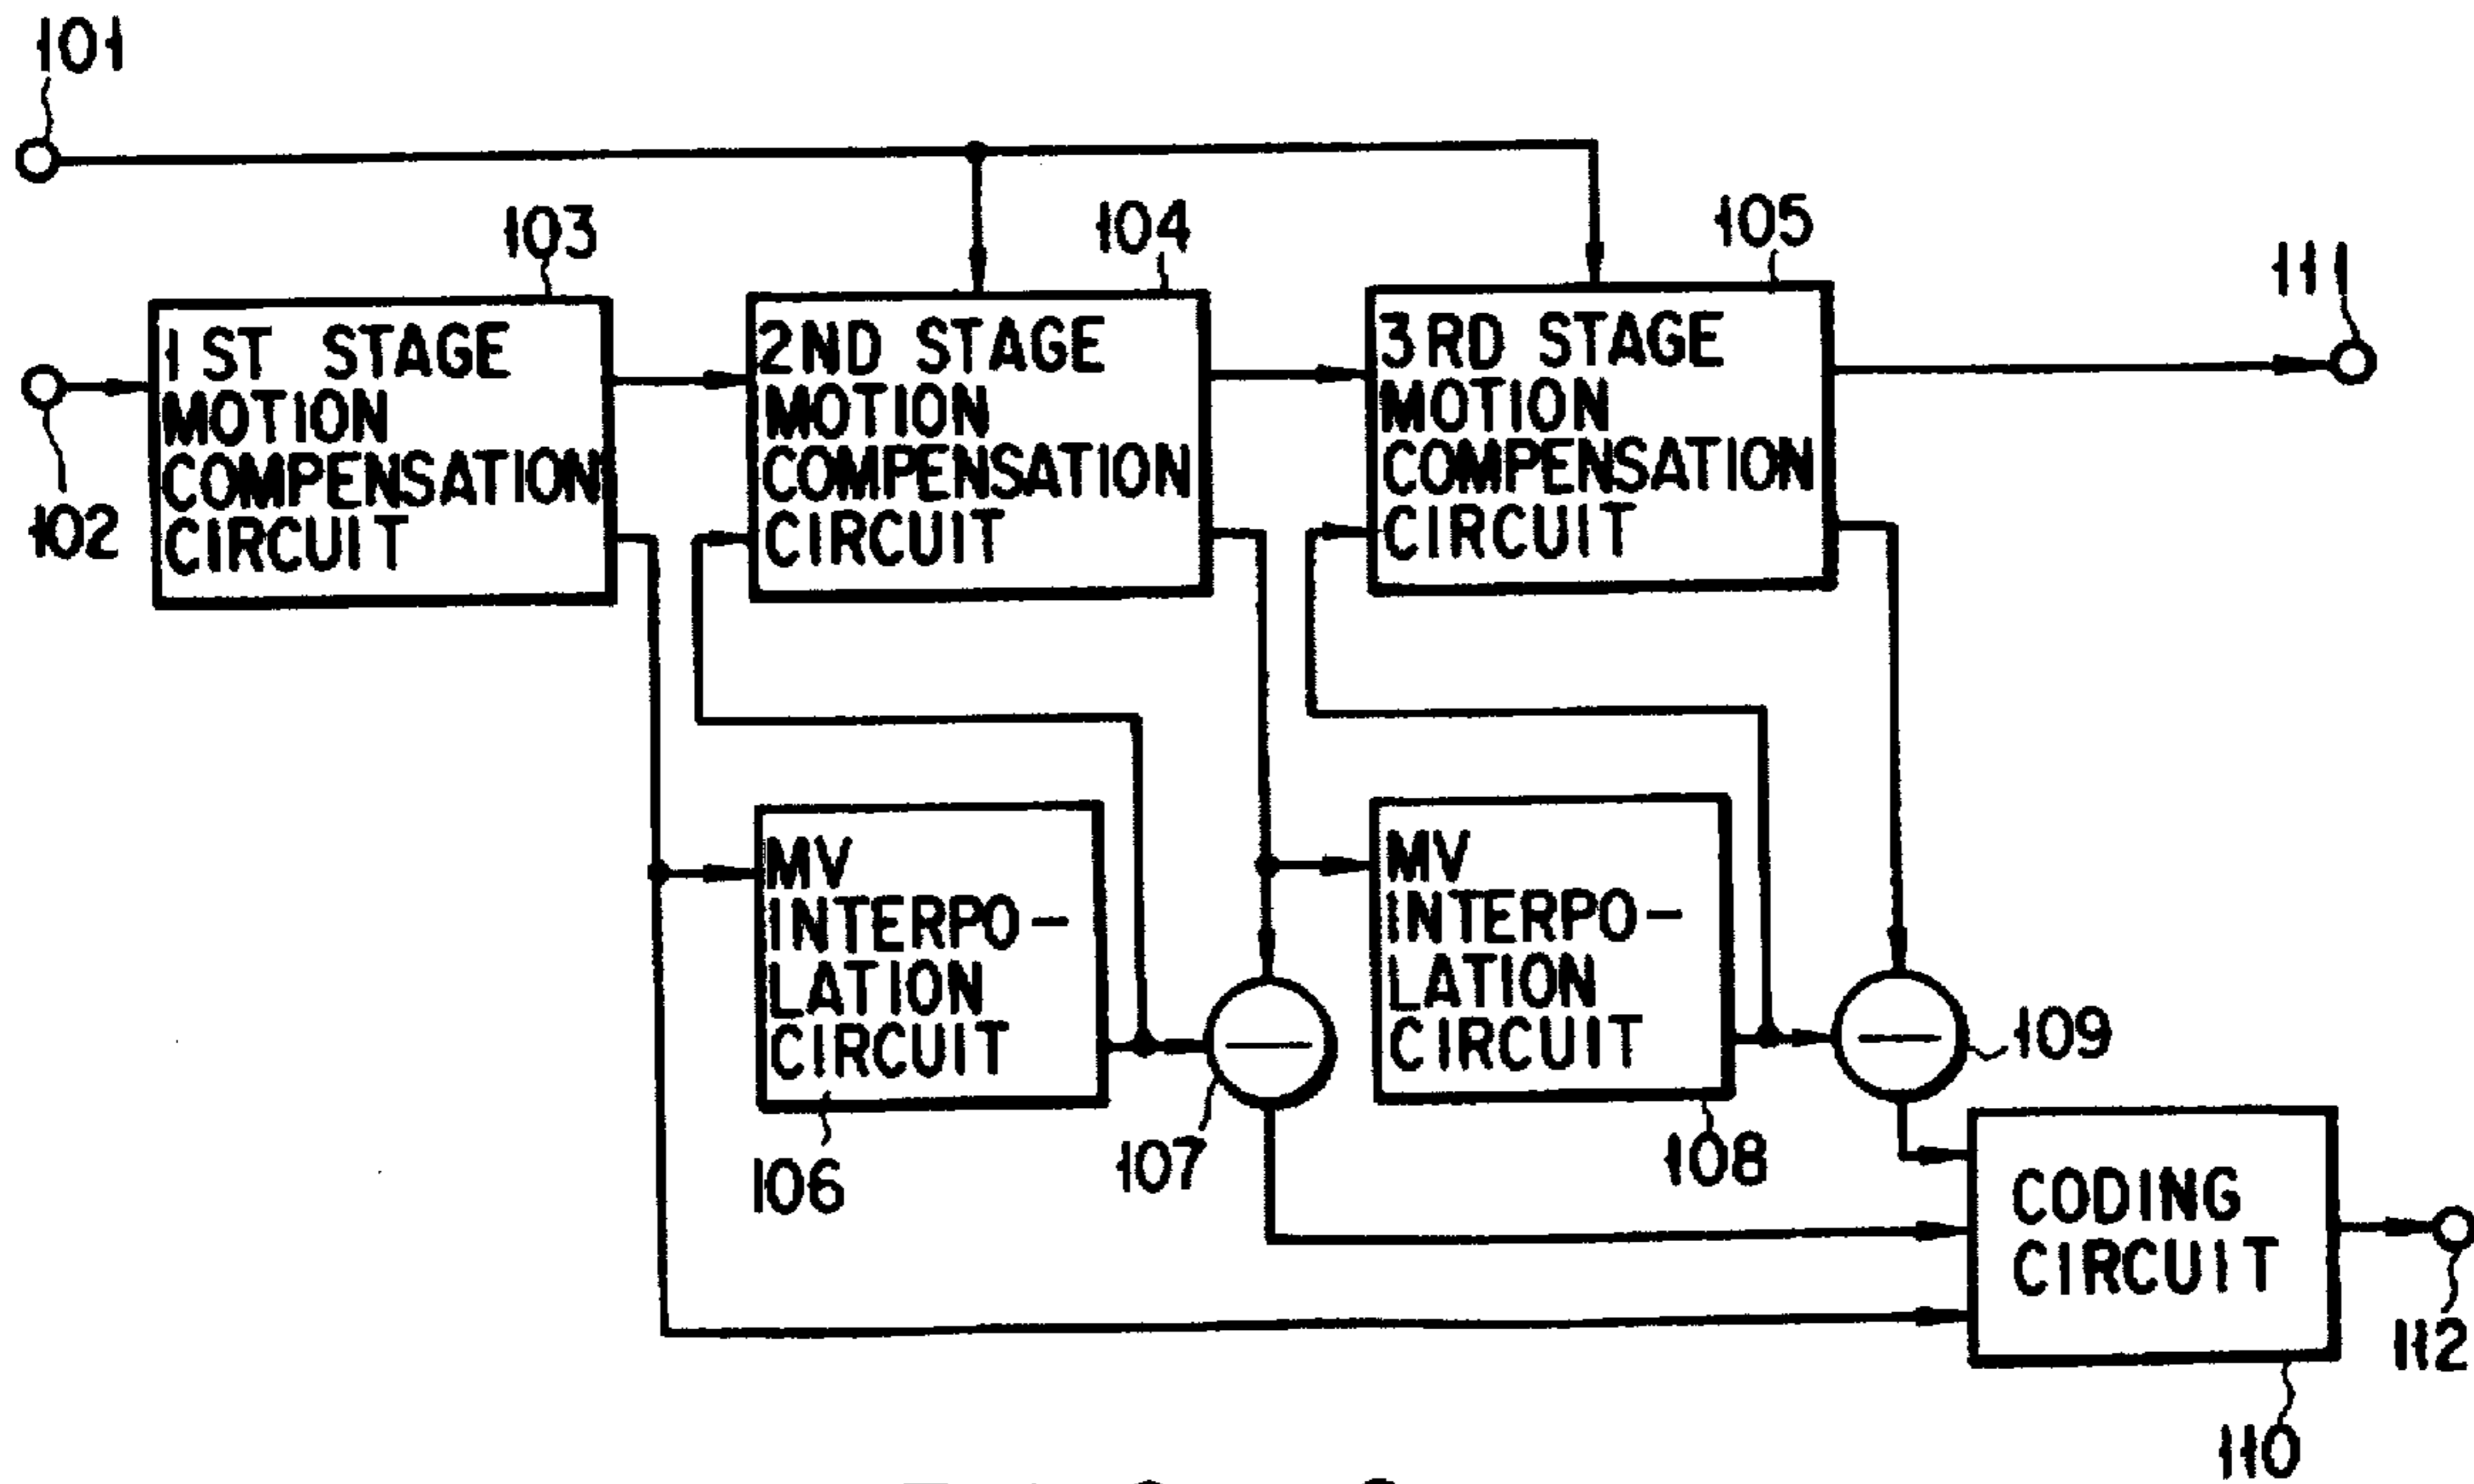 101
103
104
105
111
1ST STAGE
MOTION
COMPENSATION
CIRCUIT
2ND STAGE
MOTION
COMPENSATION
CIRCUIT
3RD STAGE
MOTION
COMPENSATION
CIRCUIT
102
MV
INTERPO-
LATION
CIRCUIT
MV
INTERPO-
LATION
CIRCUIT
109
106
107
108
CODING
CIRCUIT
112
110